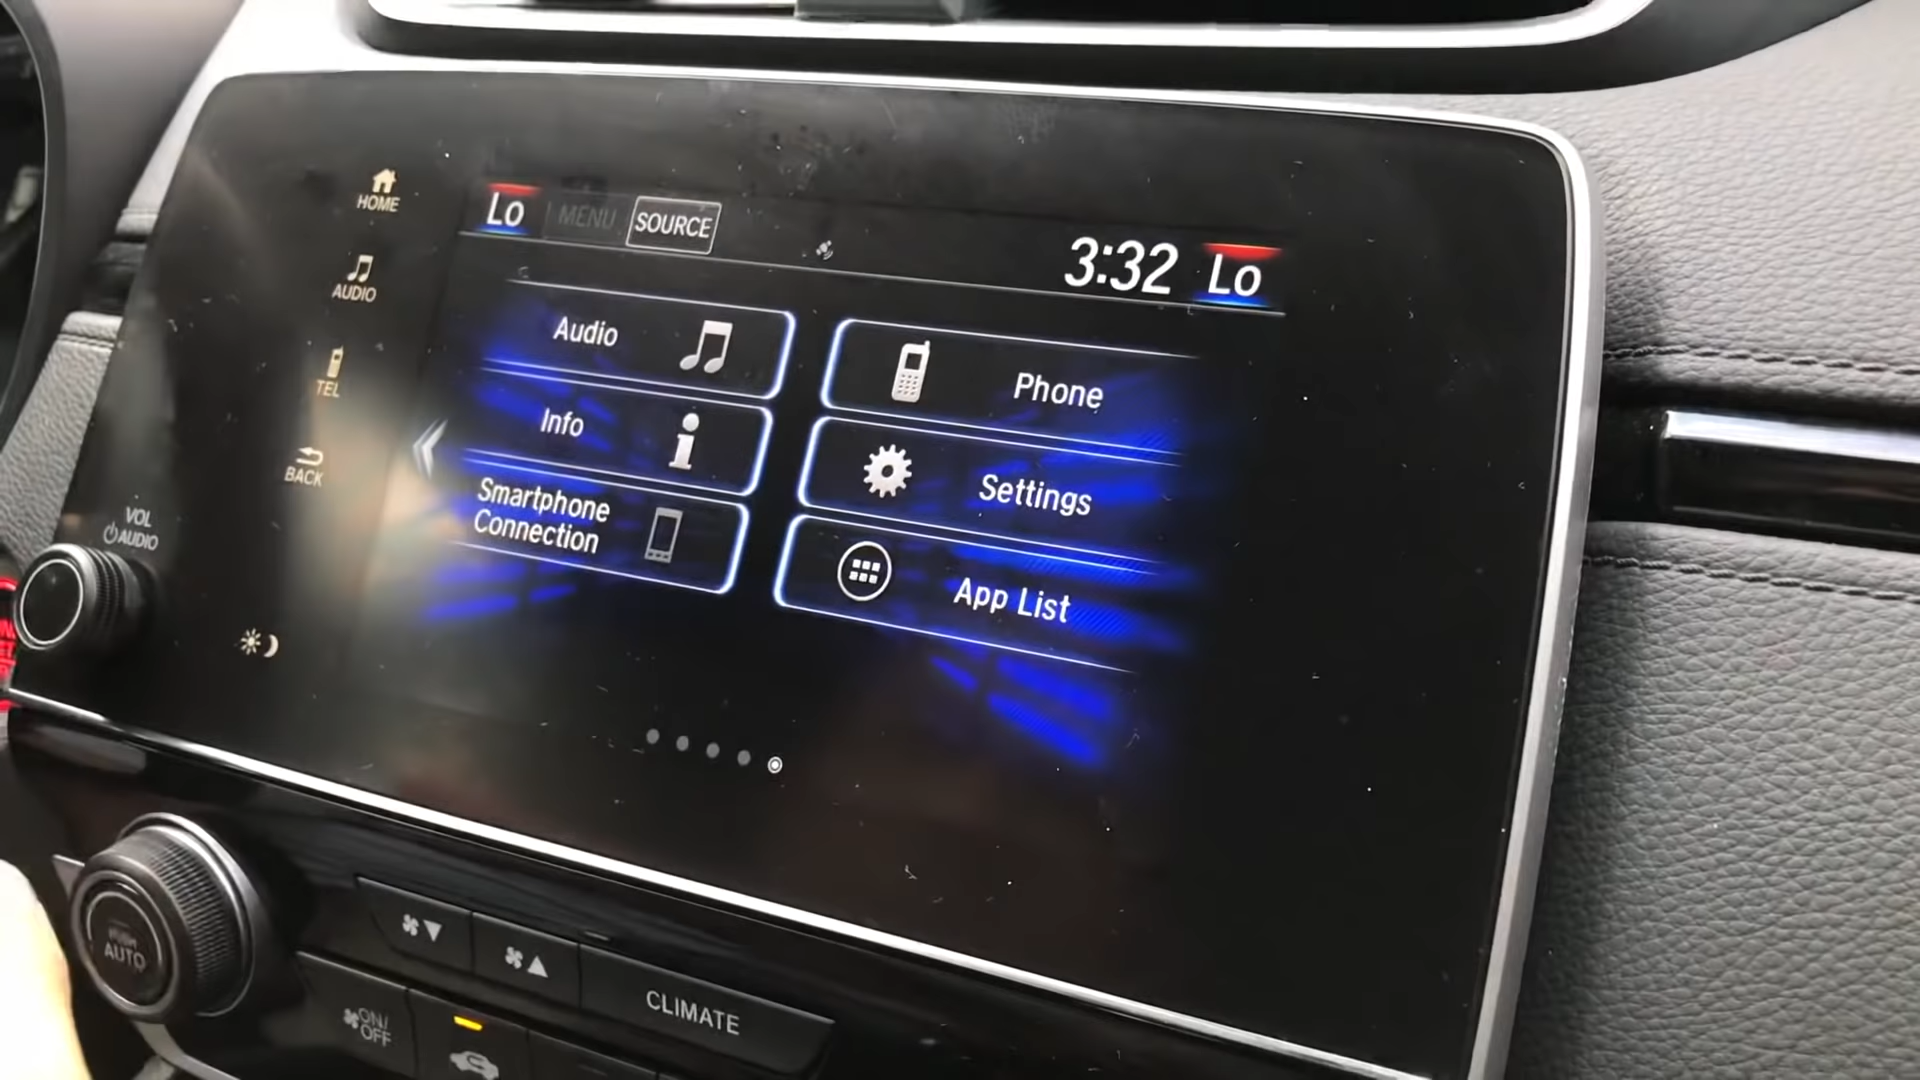 HOME
AUDIO
TEL
BACK
VOL
AUDIO
Lo
MENU
SOURCE
3:32
Lo
Audio
Phone
Info
Settings
Smartphone
Connection
App List
AUTO
CLIMATE
ON/
OFF